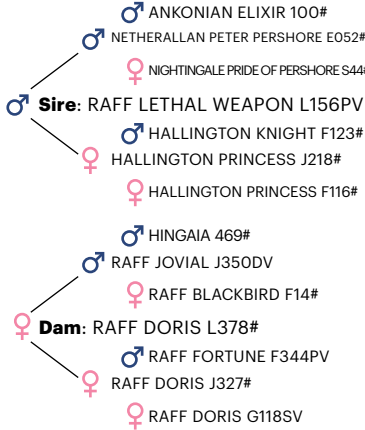 ANKONIAN ELIXIR 100#
NETHERALLAN PETER PERSHORE E052#
NIGHTINGALE PRIDE OF PERSHORE S44#
Sire: RAFF LETHAL WEAPON L156PV
HALLINGTON KNIGHT F123#
HALLINGTON PRINCESS J218#
HALLINGTON PRINCESS F116#
HINGAIA 469#
RAFF JOVIAL J350DV
RAFF BLACKBIRD F14#
Dam: RAFF DORIS L378#
RAFF FORTUNE F344PV
RAFF DORIS J327#
RAFF DORIS G118SV